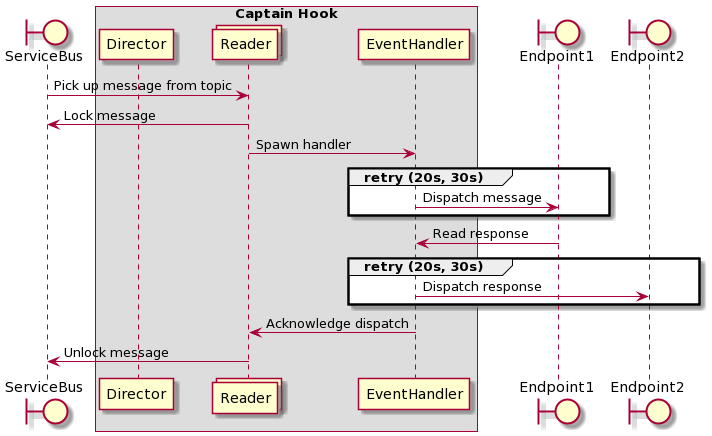 Captain Hook
ServiceBus
Director
Reader
EventHandler
Endpoint1
Endpoint2
Pick up message from topic
Lock message
Spawn handler
retry (20s, 30s)
Dispatch message
Read response
retry (20s, 30s)
Dispatch response
Acknowledge dispatch
Unlock message
ServiceBus
Director
Reader
EventHandler
Endpoint1
Endpoint2